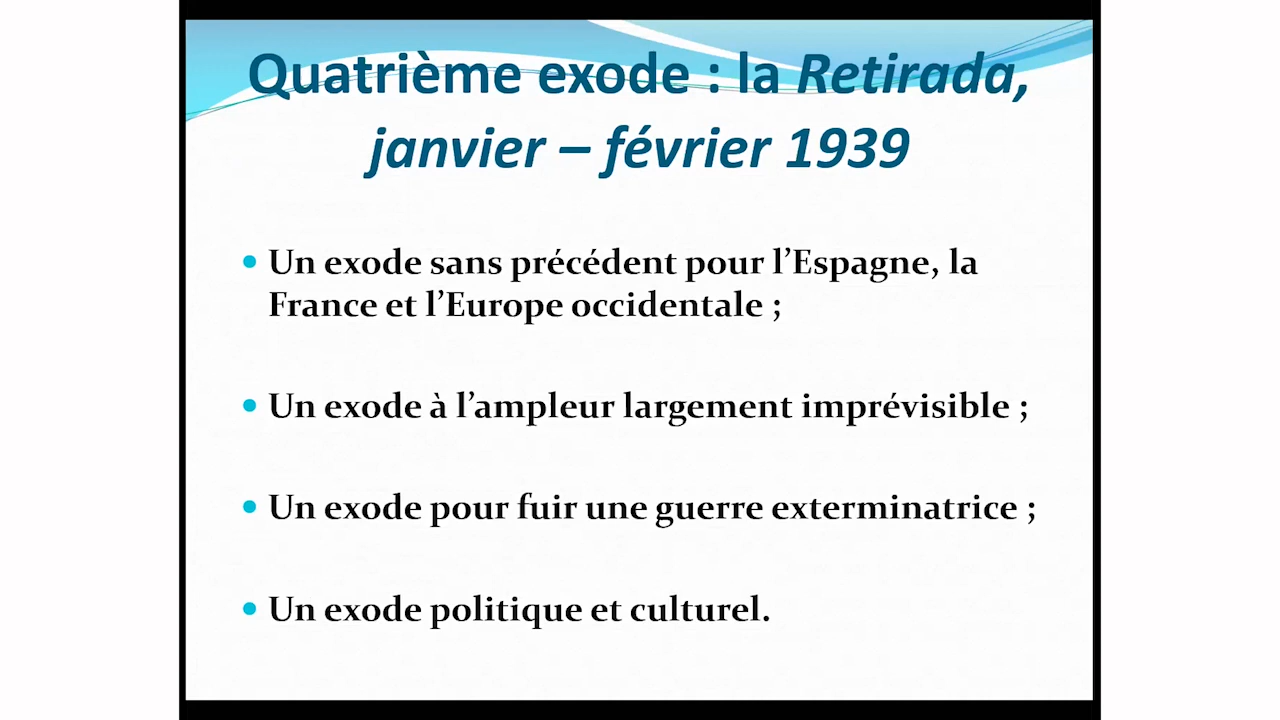 Quatrième exode : la Retirada,
janvier – février 1939
• Un exode sans précédent pour l’Espagne, la
France et l’Europe occidentale ;
• Un exode à l’ampleur largement imprévisible ;
• Un exode pour fuir une guerre exterminatrice ;
• Un exode politique et culturel.